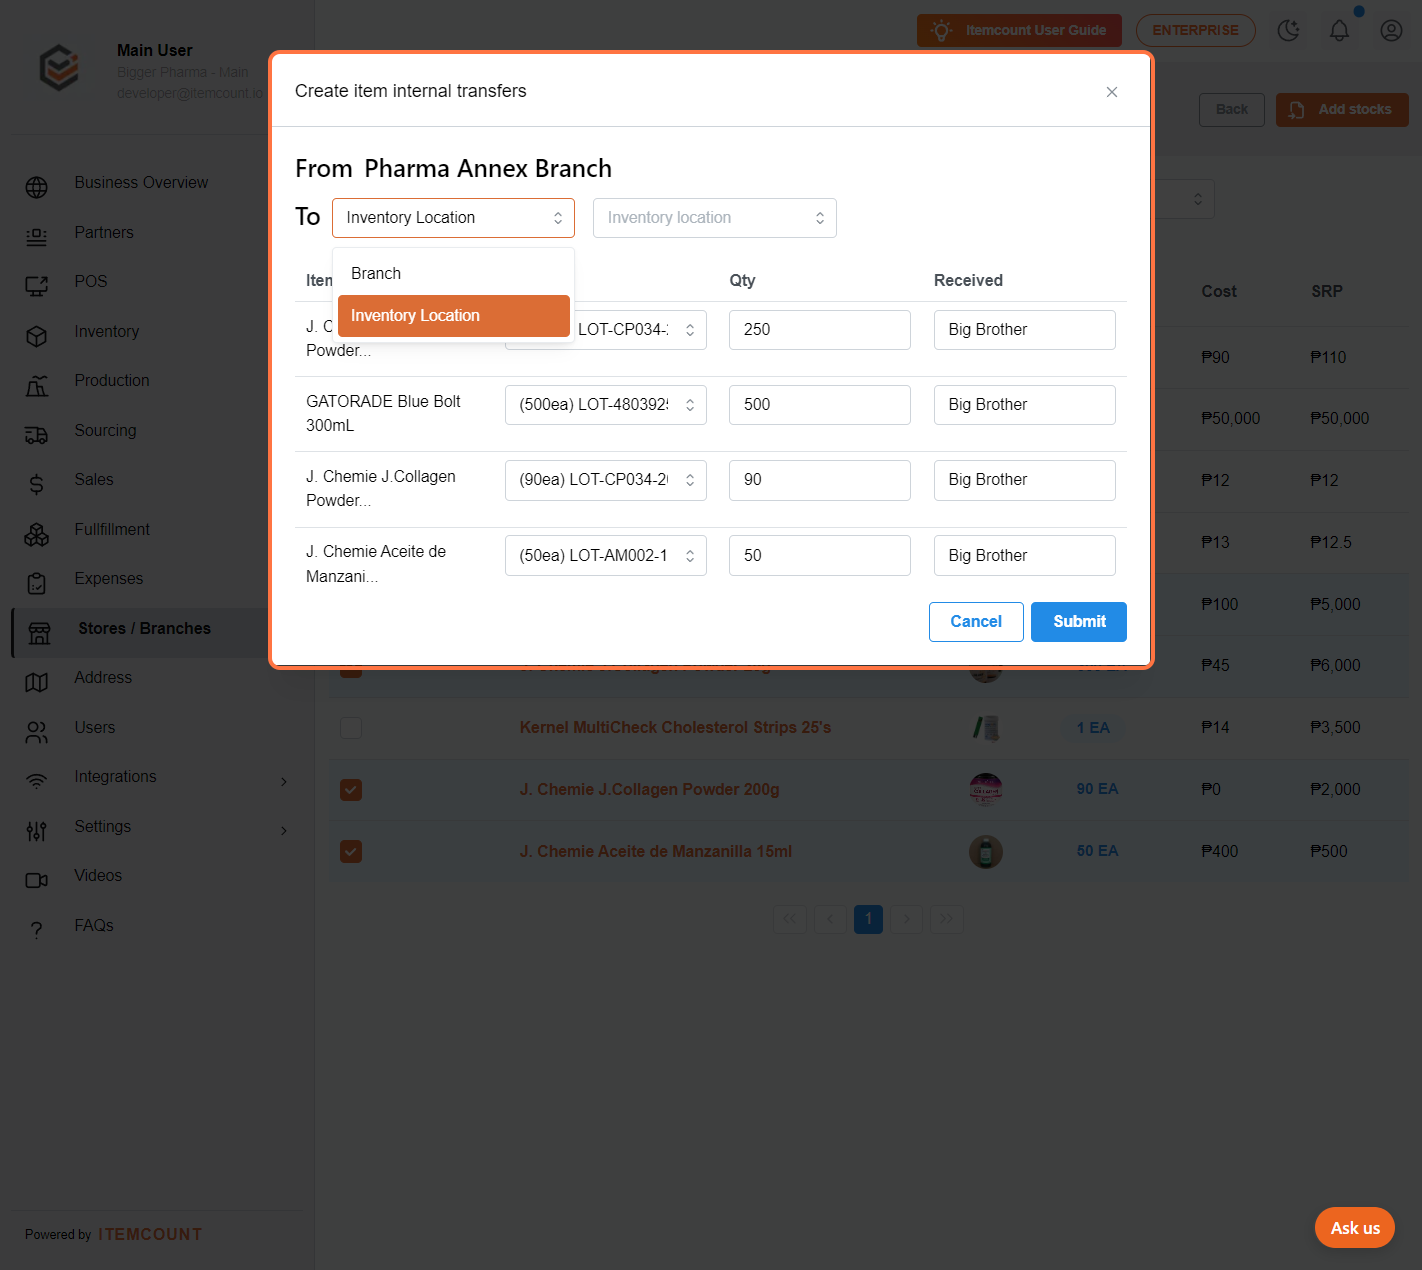 Main User
Bigger Pharma - Main
developer@itemcount.io
Itemcount User Guide
ENTERPRISE
Back
Add stocks
Business Overview
Partners
POS
Inventory
Production
Sourcing
Sales
Fullfillment
Expenses
Stores / Branches
Address
Users
Integrations
Settings
Videos
FAQs
Powered by ITEMCOUNT
Create item internal transfers
From Pharma Annex Branch
To Inventory Location Inventory location
Branch
Inventory Location
Qty Received
LOT-CP034- 250 Big Brother
Powder...
GATORADE Blue Bolt
300mL
(500ea) LOT-480392 500 Big Brother
J. Chemie J.Collagen
Powder...
(90ea) LOT-CP034-2 90 Big Brother
J. Chemie Aceite de
Manzani...
(50ea) LOT-AM002-1 50 Big Brother
Cancel Submit
Cost SRP
₱90 ₱110
₱50,000 ₱50,000
₱12 ₱12
₱13 ₱12.5
₱100 ₱5,000
₱45 ₱6,000
Kernel MultiCheck Cholesterol Strips 25's 1 EA ₱14 ₱3,500
J. Chemie J.Collagen Powder 200g 90 EA ₱0 ₱2,000
J. Chemie Aceite de Manzanilla 15ml 50 EA ₱400 ₱500
1
Ask us